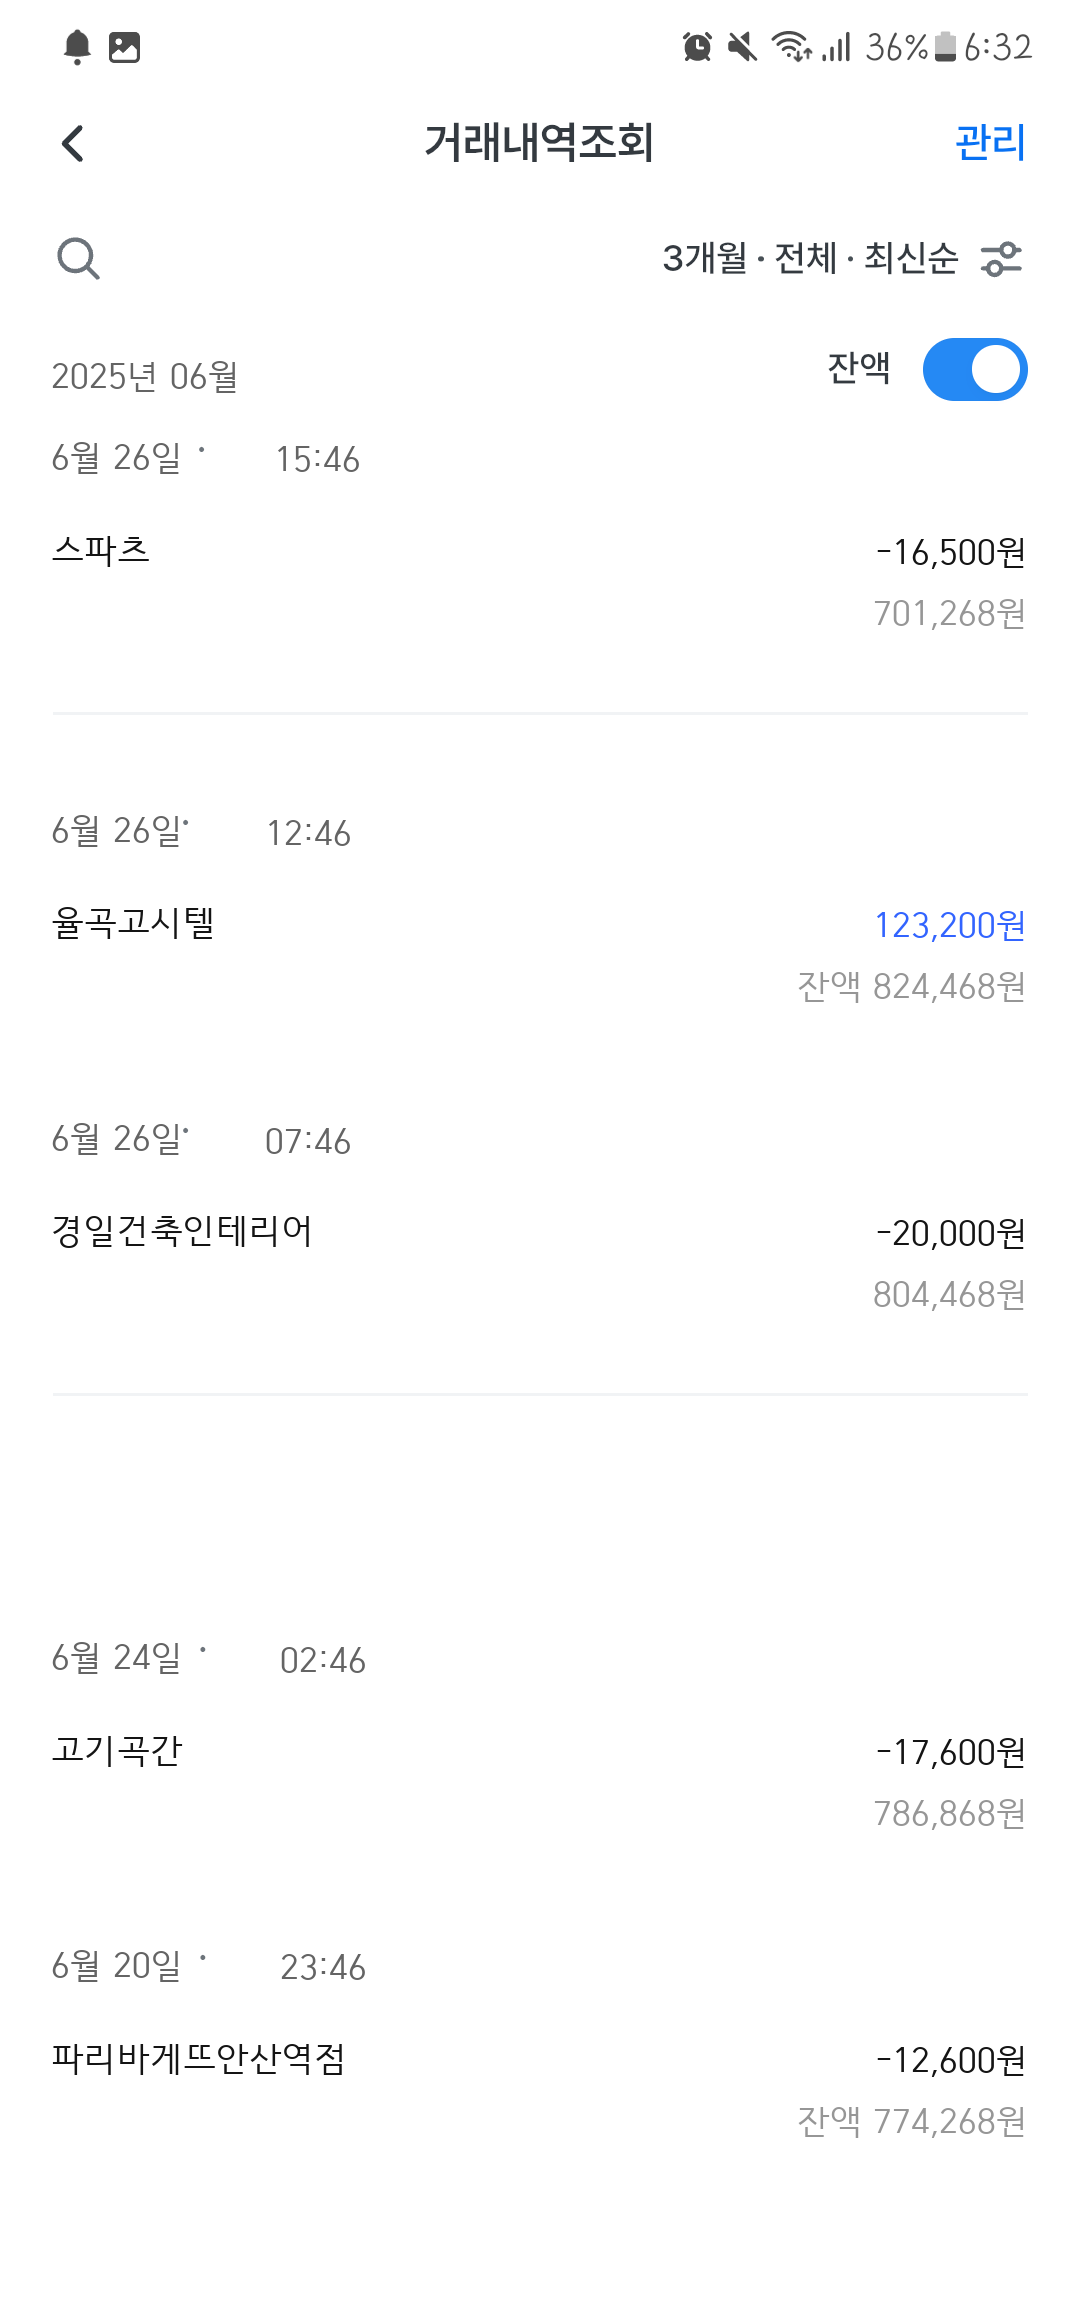 36% 6:32
거래내역조회 관리
3개월 · 전체 · 최신순
2025년 06월 잔액
6월 26일 · 15:46
스파츠 -16,500원
701,268원
6월 26일· 12:46
율곡고시텔 123,200원
잔액 824,468원
6월 26일· 07:46
경일건축인테리어 -20,000원
804,468원
6월 24일 · 02:46
고기곡간 -17,600원
786,868원
6월 20일 · 23:46
파리바게뜨안산역점 -12,600원
잔액 774,268원